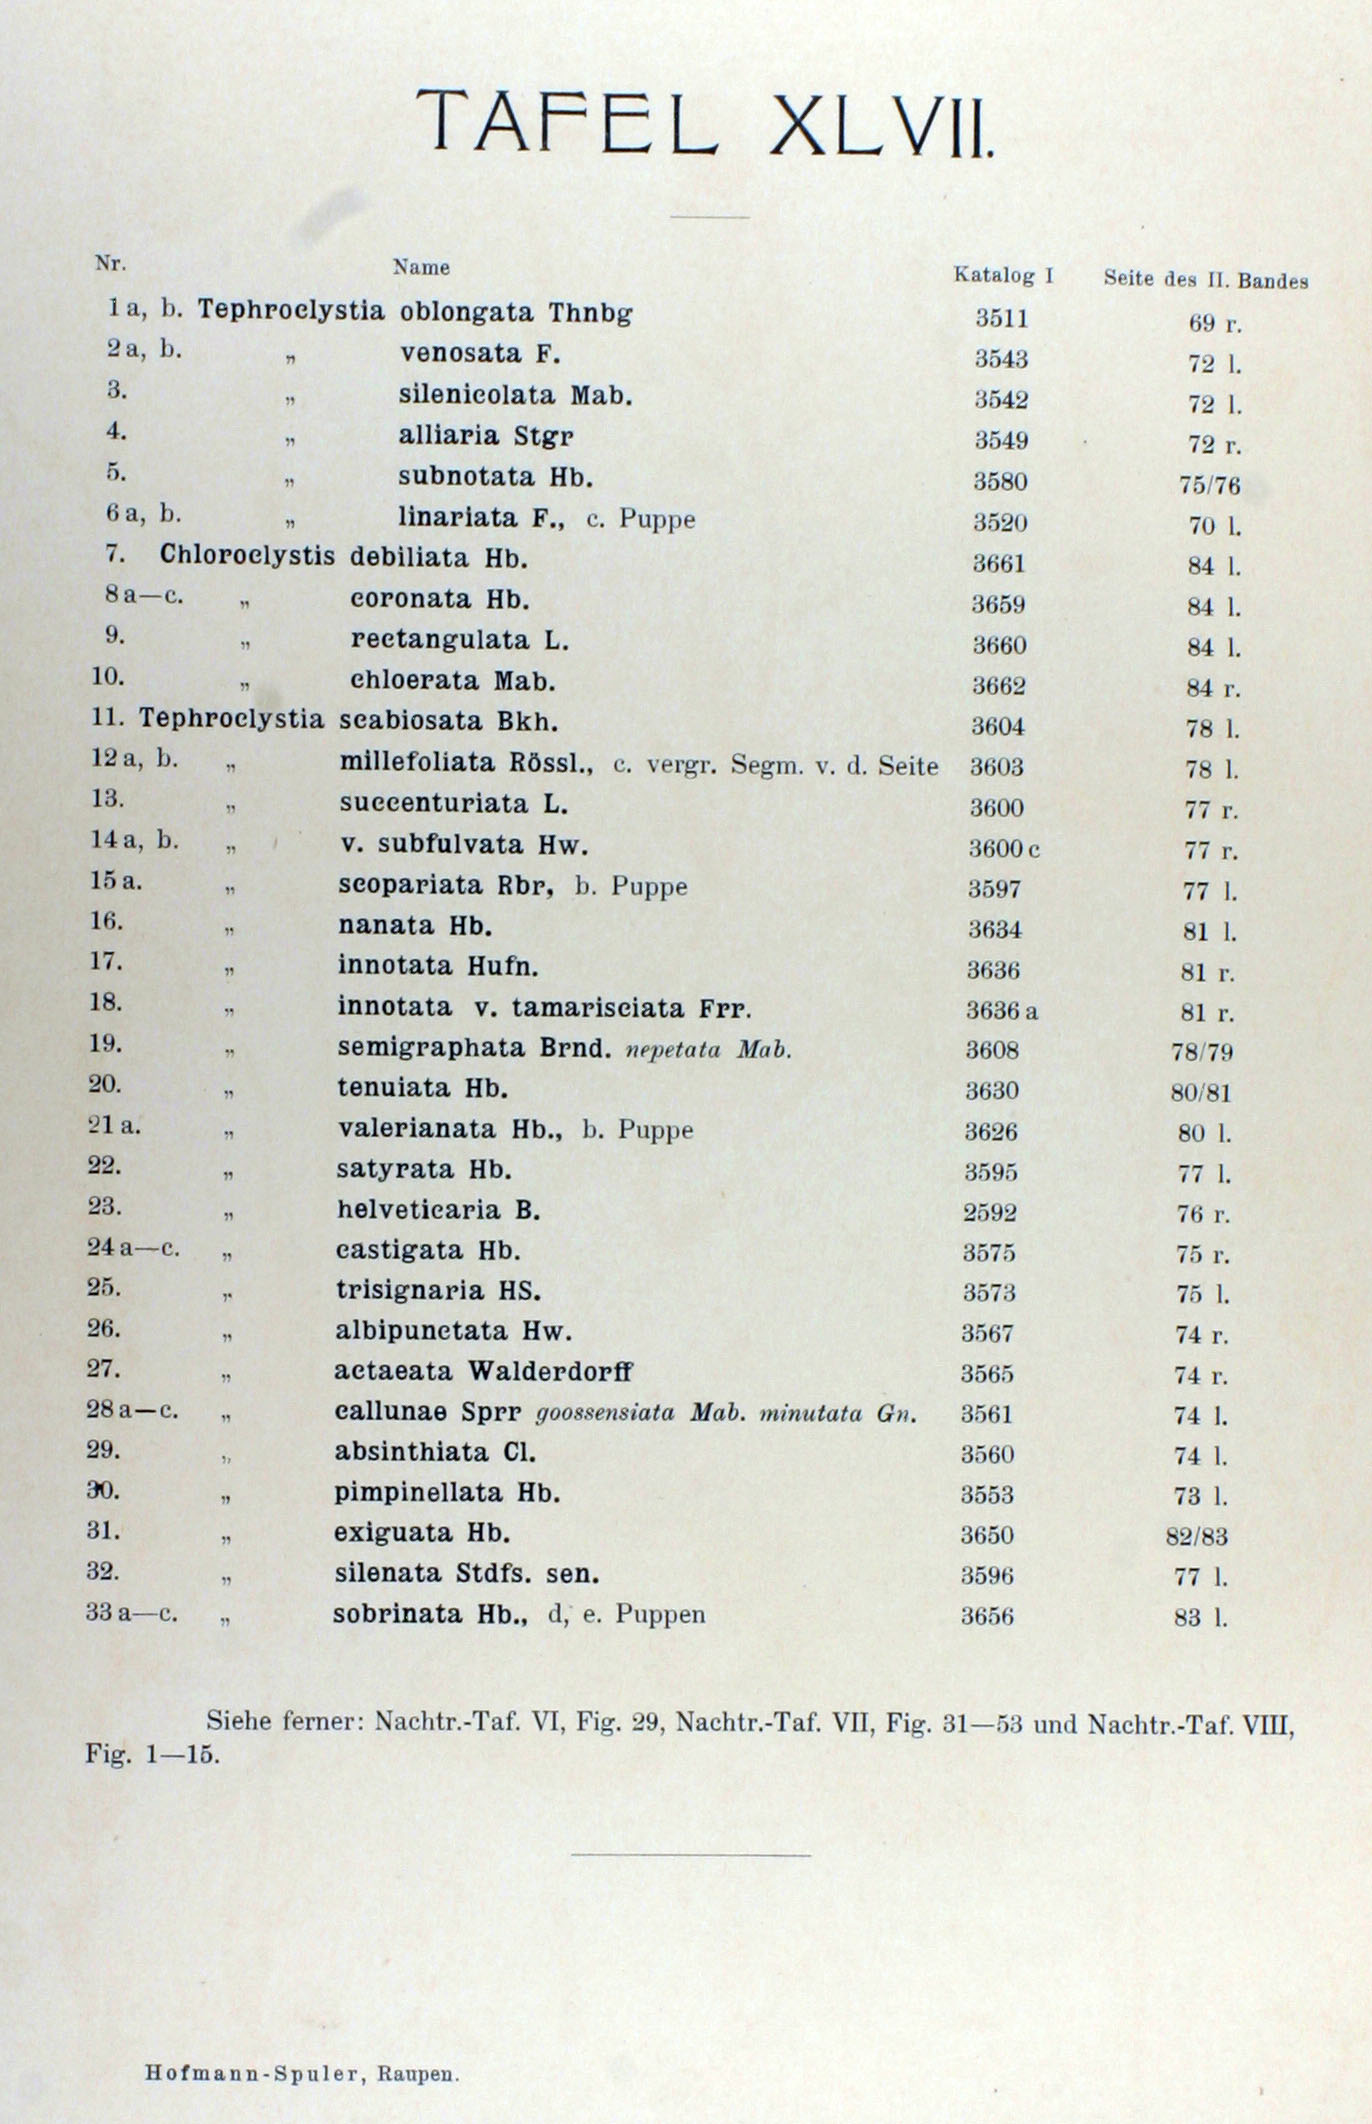 TAFEL XLVII.
Nr. Name Katalog I Seite des II. Bandes
1 a, b. Tephroclystia oblongata Thnbg 3511 69 r.
2 a, b. „ venosata F. 3543 72 l.
3. „ silenicolata Mab. 3542 72 l.
4. „ alliaria Stgr 3549 72 r.
5. „ subnotata Hb. 3580 75/76
6 a, b. „ linariata F., c. Puppe 3520 70 l.
7. Chloroclystis debiliata Hb. 3661 84 l.
8 a—c. „ coronata Hb. 3659 84 l.
9. „ rectangulata L. 3660 84 l.
10. „ chloerata Mab. 3662 84 r.
11. Tephroclystia scabiosata Bkh. 3604 78 l.
12 a, b. „ millefoliata Rössl., c. vergr. Segm. v. d. Seite 3603 78 l.
13. „ succenturiata L. 3600 77 r.
14 a, b. „ v. subfulvata Hw. 3600 c 77 r.
15 a. „ scopariata Rbr, b. Puppe 3597 77 l.
16. „ nanata Hb. 3634 81 l.
17. „ innotata Hufn. 3636 81 r.
18. „ innotata v. tamarisciata Frr. 3636 a 81 r.
19. „ semigraphata Brnd. nepetata Mab. 3608 78/79
20. „ tenuiata Hb. 3630 80/81
21 a. „ valerianata Hb., b. Puppe 3626 80 l.
22. „ satyrata Hb. 3595 77 l.
23. „ helveticaria B. 2592 76 r.
24 a—c. „ castigata Hb. 3575 75 r.
25. „ trisignaria HS. 3573 75 l.
26. „ albipunctata Hw. 3567 74 r.
27. „ actaeata Walderdorff 3565 74 r.
28 a—c. „ callunae Sprr goossensiata Mab. minutata Gn. 3561 74 l.
29. „ absinthiata Cl. 3560 74 l.
30. „ pimpinellata Hb. 3553 73 l.
31. „ exiguata Hb. 3650 82/83
32. „ silenata Stdfs. sen. 3596 77 l.
33 a—c. „ sobrinata Hb., d, e. Puppen 3656 83 l.
Siehe ferner: Nachtr.-Taf. VI, Fig. 29, Nachtr.-Taf. VII, Fig. 31—53 und Nachtr.-Taf. VIII,
Fig. 1—15.
Hofmann-Spuler, Raupen.